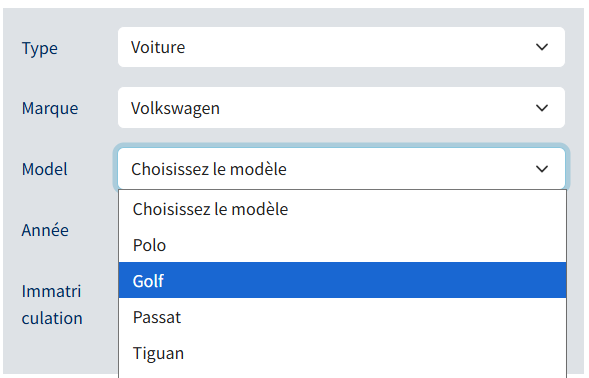 Type
Voiture
Marque
Volkswagen
Model
Choisissez le modèle
Choisissez le modèle
Polo
Golf
Passat
Tiguan
Année
Immatri
culation